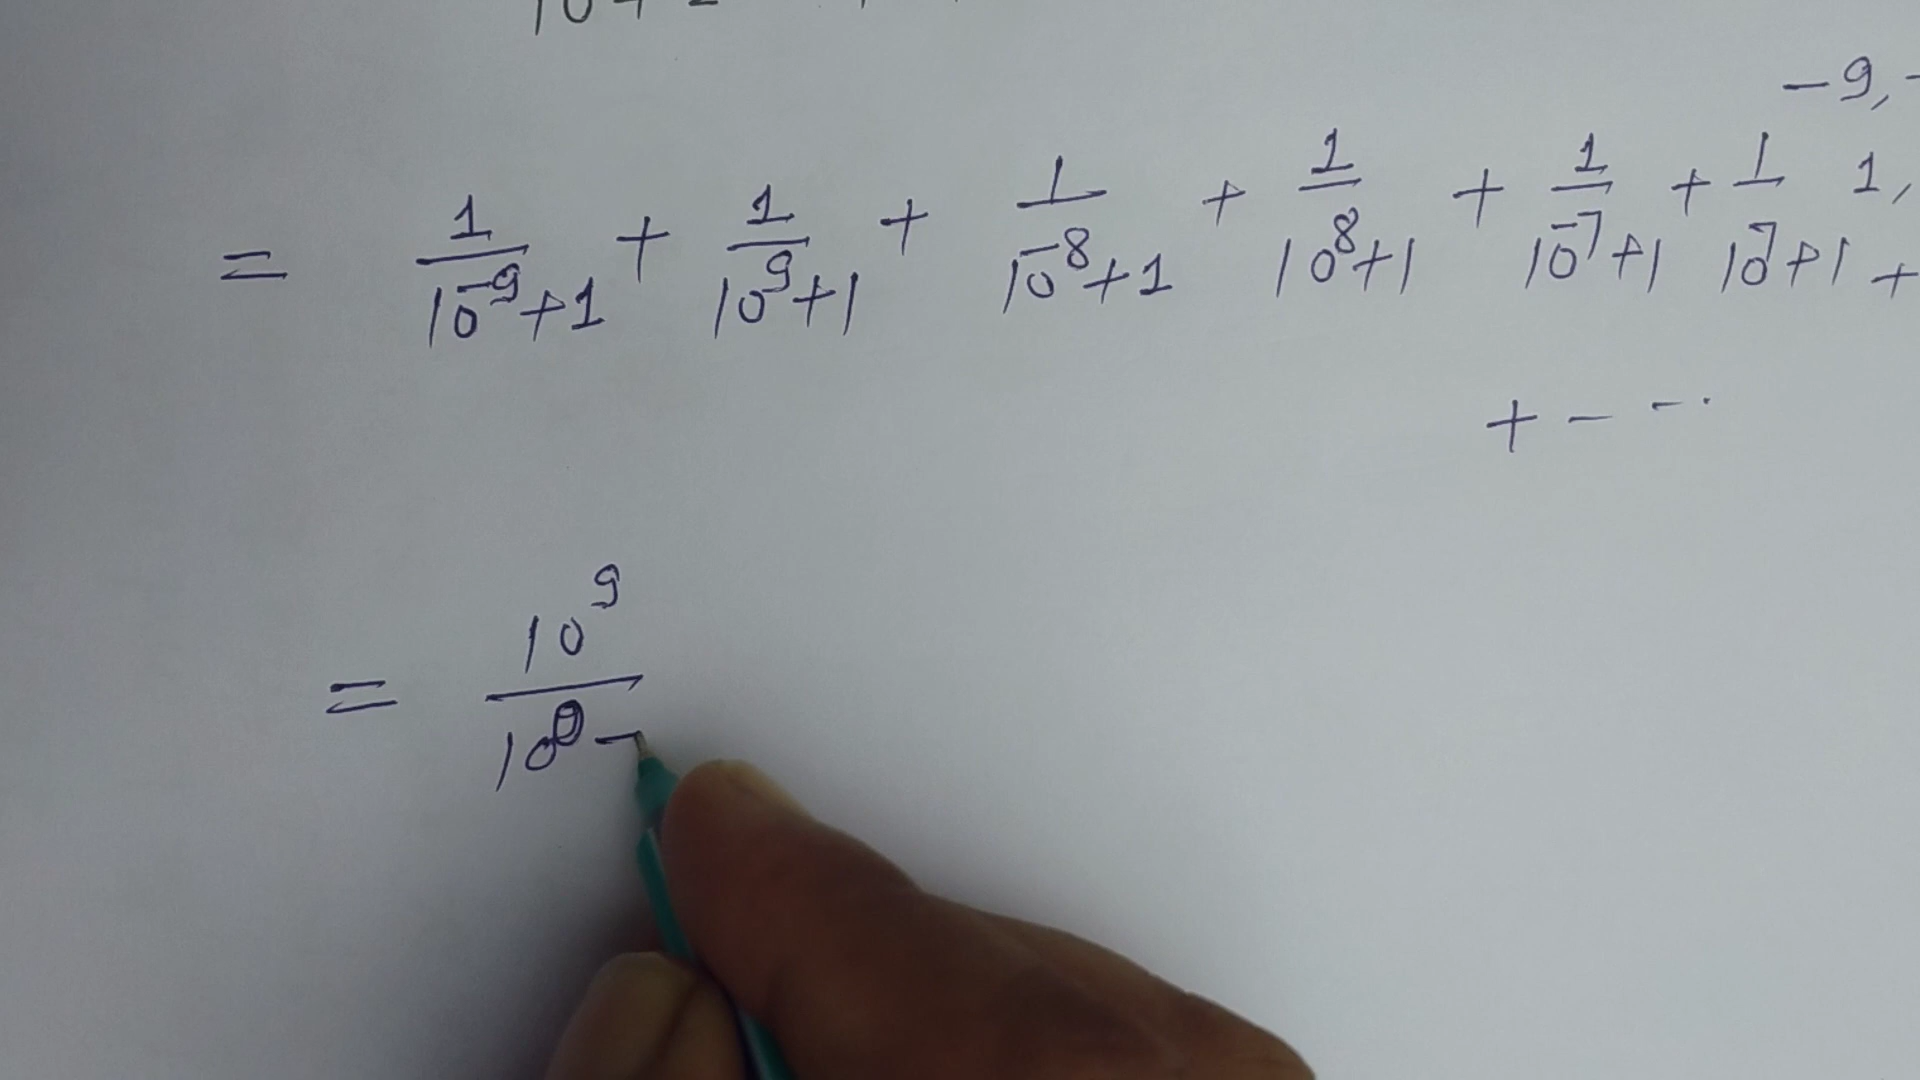 -9,
= 1/(10^-9+1) + 1/(10^9+1) + 1/(10^-8+1) + 1/(10^8+1) + 1/(10^-7+1) + 1/(10^7+1) + 1,
+ - - .
= 10^9/(10^0 -